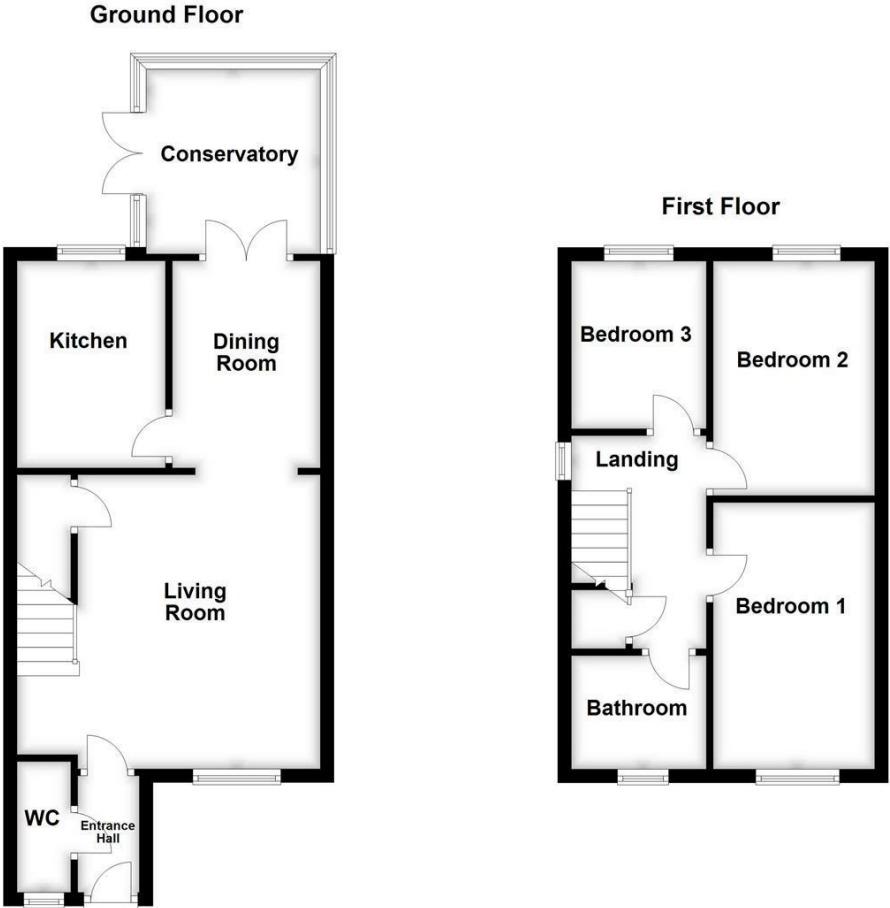 Ground Floor
Conservatory
Kitchen
Dining
Room
Living
Room
WC
Entrance
Hall
First Floor
Bedroom 3
Bedroom 2
Landing
Bedroom 1
Bathroom